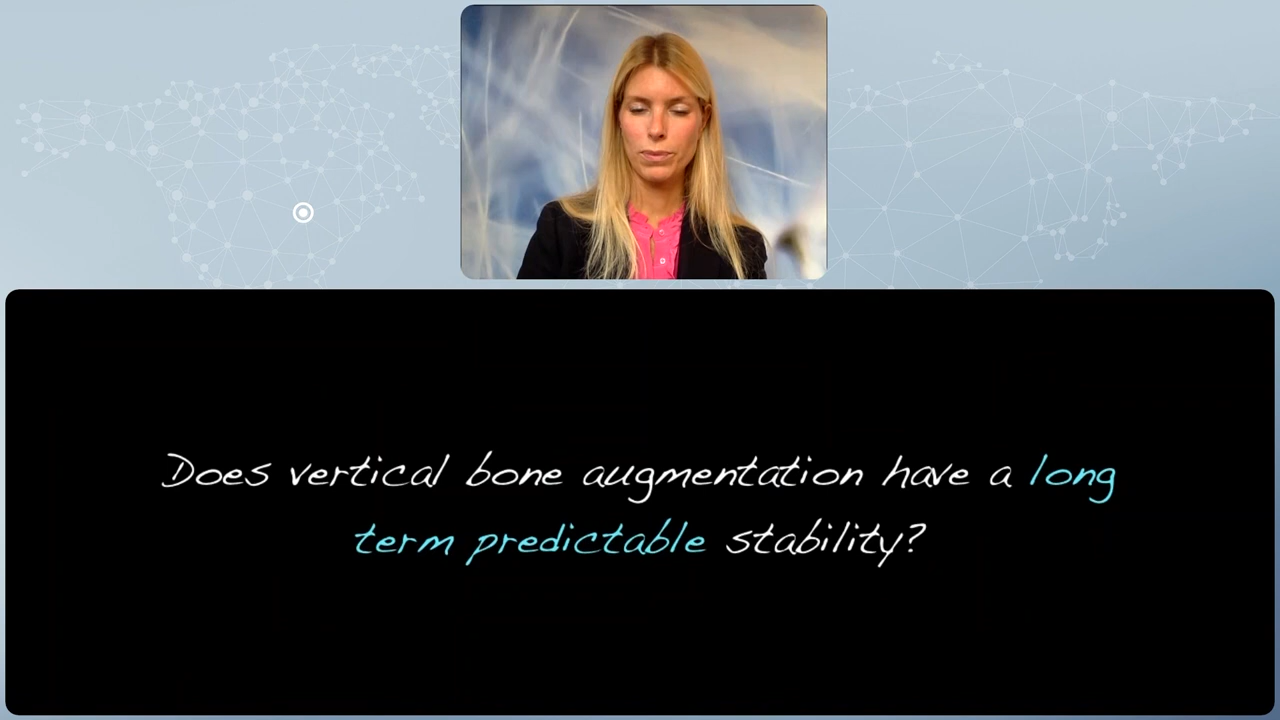 Does vertical bone augmentation have a long
term predictable stability?